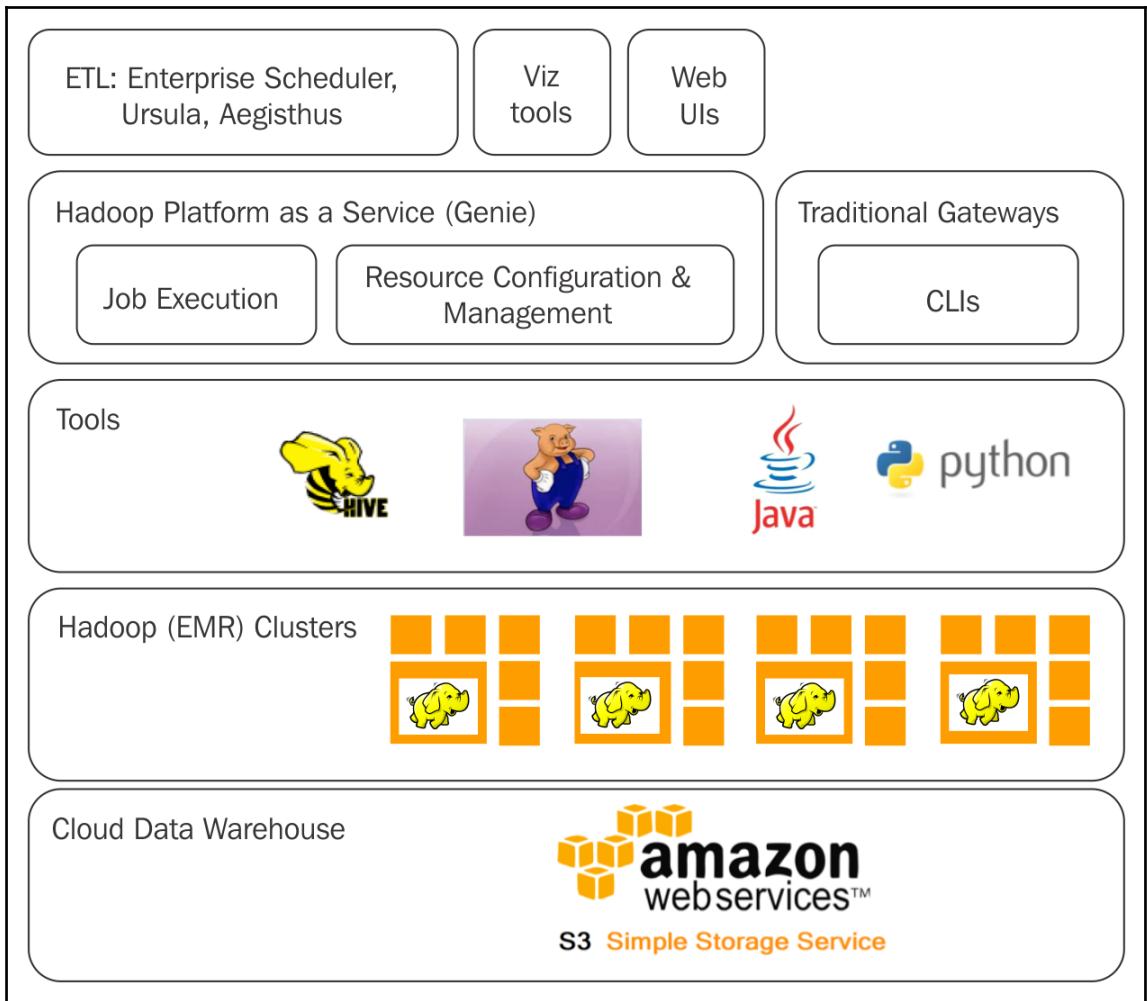 ETL: Enterprise Scheduler,
Ursula, Aegisthus
Viz
tools
Web
UIs
Hadoop Platform as a Service (Genie)
Job Execution
Resource Configuration &
Management
Traditional Gateways
CLIs
Tools
HIVE
Java
python
Hadoop (EMR) Clusters
Cloud Data Warehouse
amazon
webservices™
S3 Simple Storage Service